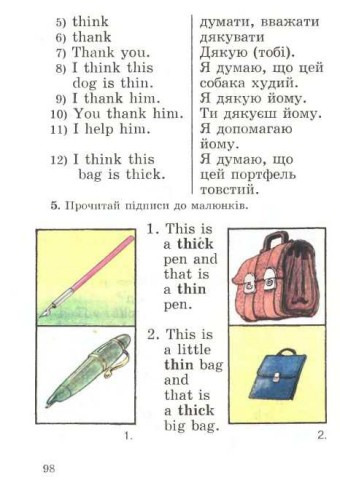 5) think думати, вважати
6) thank дякувати
7) Thank you. Дякую (тобі).
8) I think this Я думаю, що цей
dog is thin. собака худий.
9) I thank him. Я дякую йому.
10) You thank him. Ти дякуєш йому.
11) I help him. Я допомагаю
йому.
12) I think this Я думаю, що
bag is thick. цей портфель
товстий.
5. Прочитай підписи до малюнків.
1. This is
a thick
pen and
that is
a thin
pen.
2. This is
a little
thin bag
and
that is
a thick
big bag.
1. 2.
98